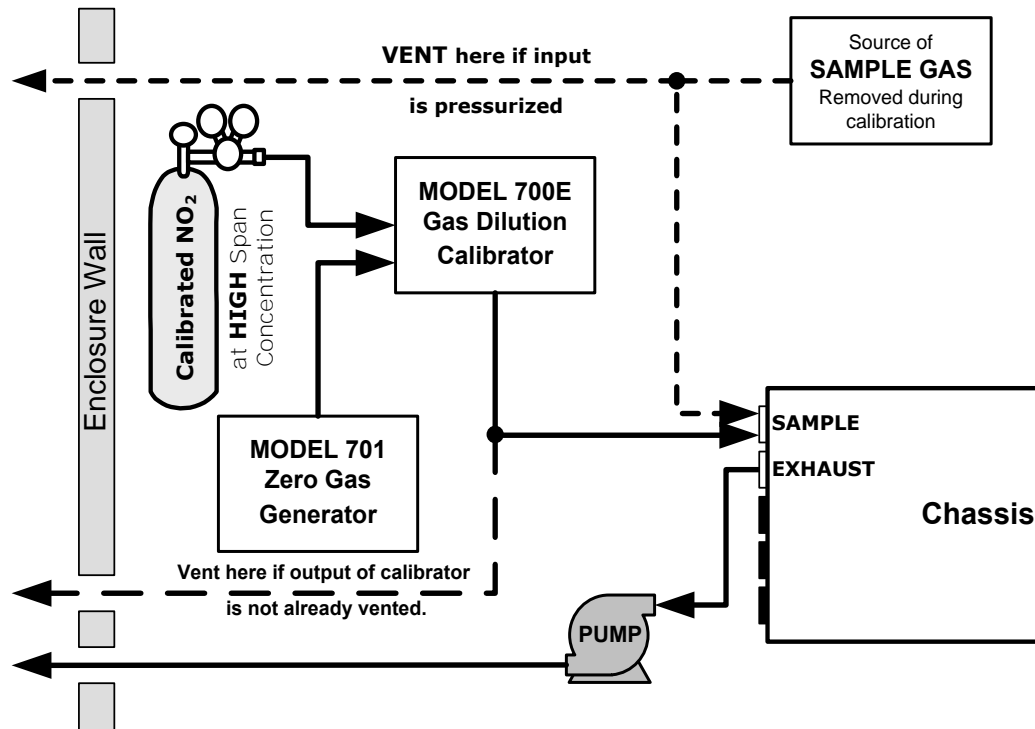 VENT here if input
is pressurized
Source of
SAMPLE GAS
Removed during
calibration
Enclosure Wall
Calibrated NO₂
at HIGH Span
Concentration
MODEL 700E
Gas Dilution
Calibrator
MODEL 701
Zero Gas
Generator
SAMPLE
EXHAUST
Chassis
Vent here if output of calibrator
is not already vented.
PUMP